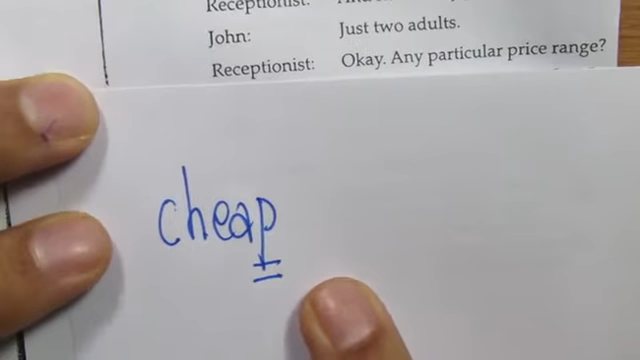 Receptionist:
John: Just two adults.
Receptionist: Okay. Any particular price range?
cheap